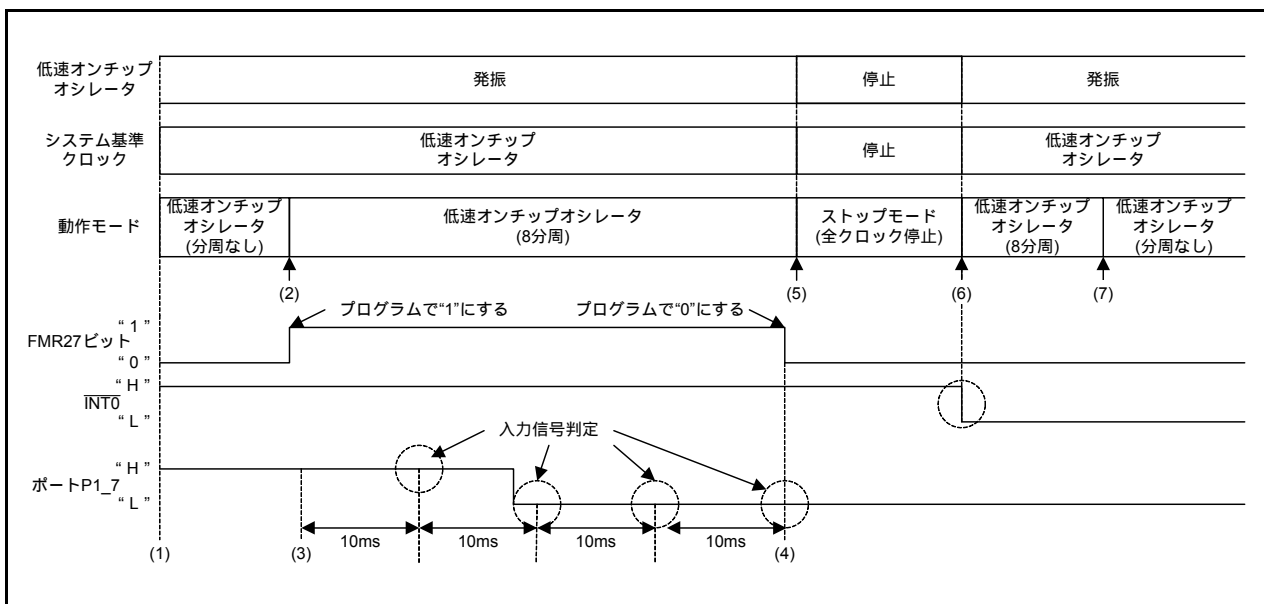 低速オンチップ
オシレータ
発振
停止
発振
システム基準
クロック
低速オンチップ
オシレータ
停止
低速オンチップ
オシレータ
動作モード
低速オンチップ
オシレータ
(分周なし)
低速オンチップオシレータ
(8分周)
ストップモード
(全クロック停止)
低速オンチップ
オシレータ
(8分周)
低速オンチップ
オシレータ
(分周なし)
(2)
(5)
(6)
(7)
プログラムで“1”にする
プログラムで“0”にする
FMR27ビット
“ 1 ”
“ 0 ”
INT0
“ H ”
“ L ”
入力信号判定
ポートP1_7
“ H ”
“ L ”
10ms
10ms
10ms
10ms
(1)
(3)
(4)